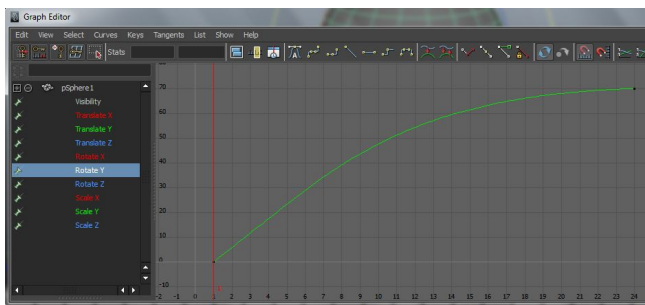 Graph Editor
Edit View Select Curves Keys Tangents List Show Help
Stats
pSphere1
Visibility
Translate X
Translate Y
Translate Z
Rotate X
Rotate Y
Rotate Z
Scale X
Scale Y
Scale Z
80
70
60
50
40
30
20
10
0
-10
-2 -1 0 1 2 3 4 5 6 7 8 9 10 11 12 13 14 15 16 17 18 19 20 21 22 23 24